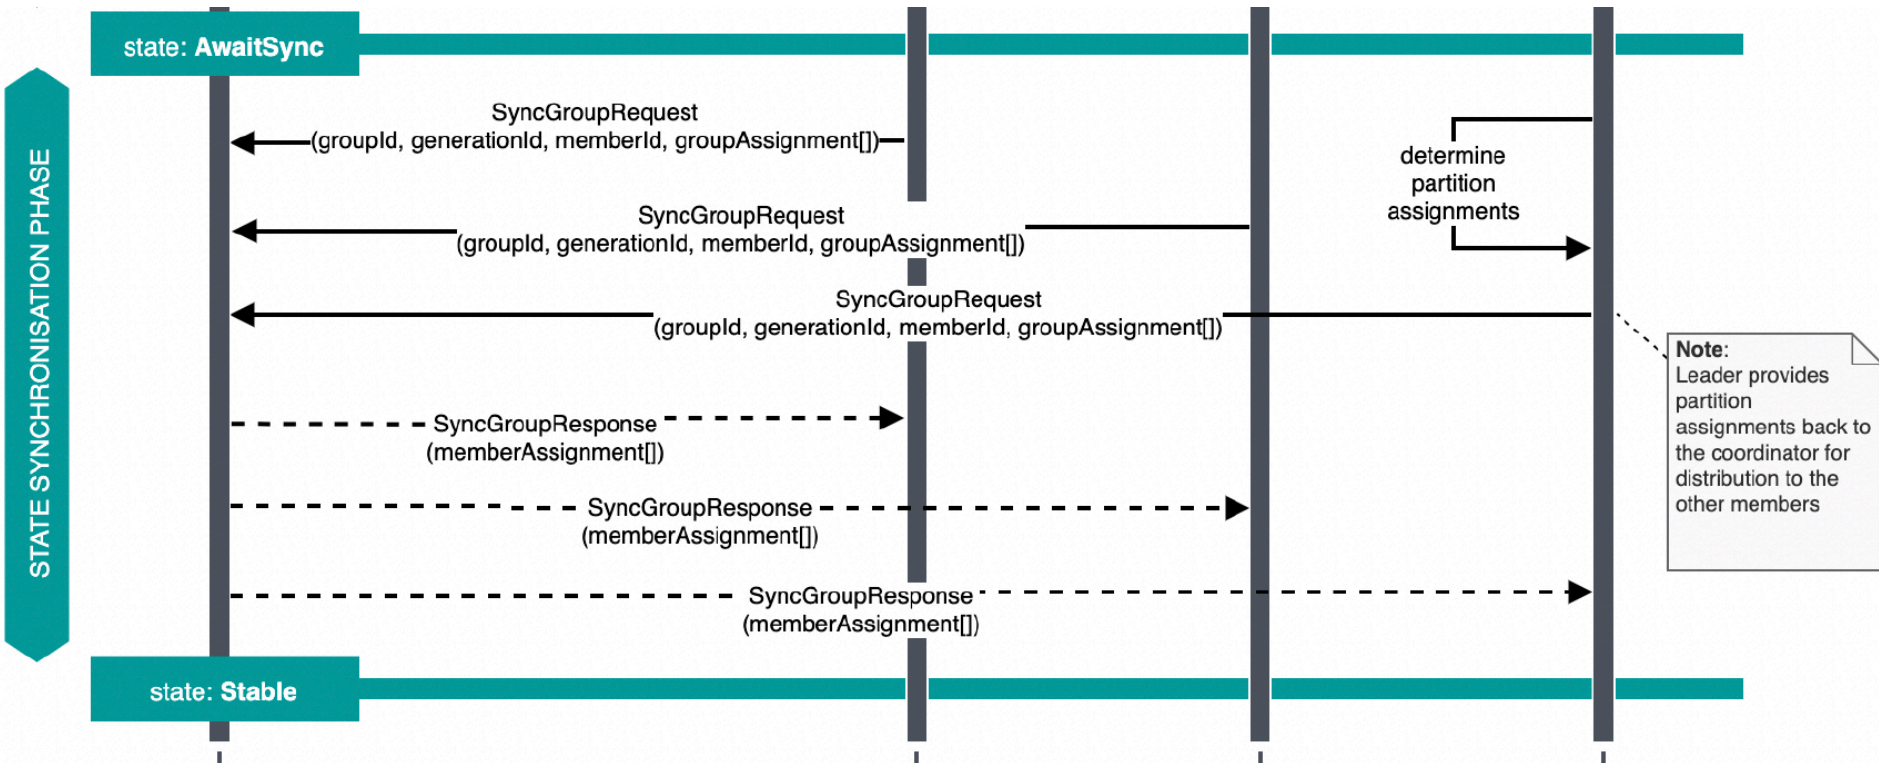 state: AwaitSync
STATE SYNCHRONISATION PHASE
SyncGroupRequest
(groupId, generationId, memberId, groupAssignment[])
determine
partition
assignments
SyncGroupRequest
(groupId, generationId, memberId, groupAssignment[])
SyncGroupRequest
(groupId, generationId, memberId, groupAssignment[])
Note:
Leader provides
partition
assignments back to
the coordinator for
distribution to the
other members
SyncGroupResponse
(memberAssignment[])
SyncGroupResponse
(memberAssignment[])
SyncGroupResponse
(memberAssignment[])
state: Stable